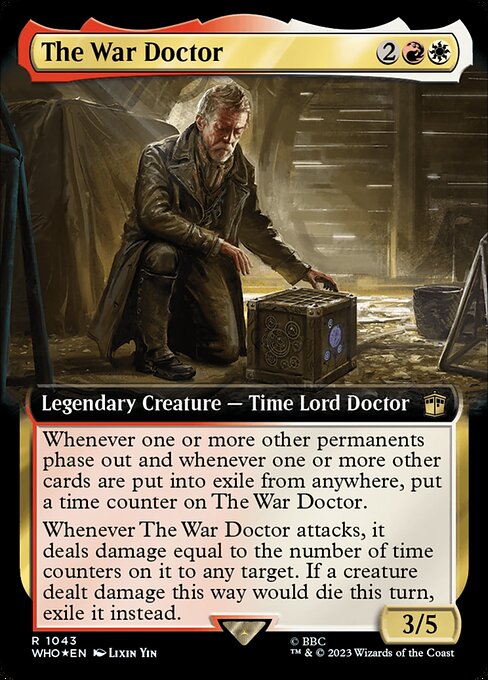 The War Doctor 2
Legendary Creature — Time Lord Doctor
Whenever one or more other permanents
phase out and whenever one or more other
cards are put into exile from anywhere, put
a time counter on The War Doctor.
Whenever The War Doctor attacks, it
deals damage equal to the number of time
counters on it to any target. If a creature
dealt damage this way would die this turn,
exile it instead.
3/5
R 1043
WHO★EN Lixin Yin
© BBC
™ & © 2023 Wizards of the Coast